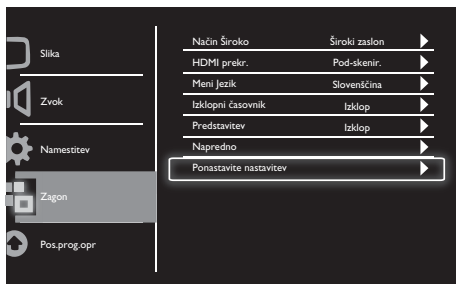 Slika
Zvok
Namestitev
Zagon
Pos.prog.opr
Način Široko Široki zaslon
HDMI prekr. Pod-skenir.
Meni Jezik Slovenščina
Izklopni časovnik Izklop
Predstavitev Izklop
Napredno
Ponastavite nastavitev